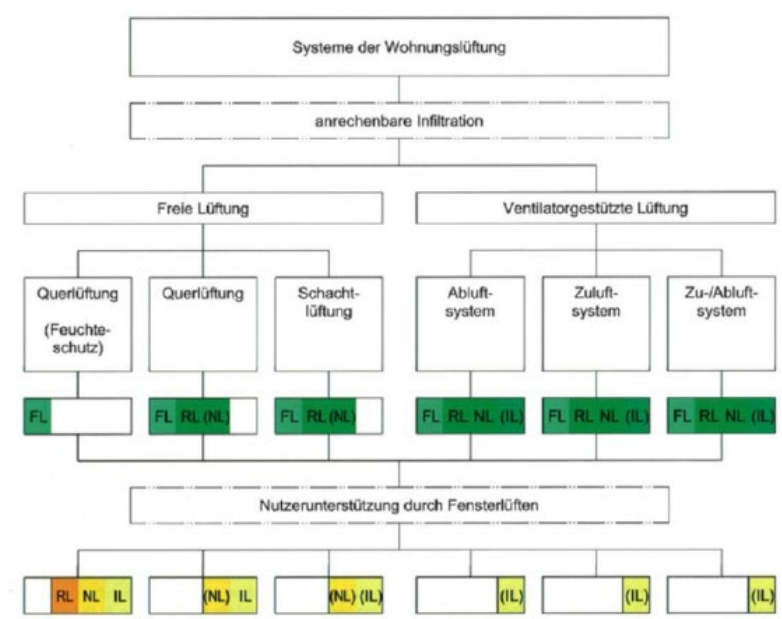 Systeme der Wohnungslüftung
anrechenbare Infiltration
Freie Lüftung
Ventilatorgestützte Lüftung
Querlüftung
(Feuchte-
schutz)
Querlüftung
Schacht-
lüftung
Abluft-
system
Zuluft-
system
Zu-/Abluft-
system
FL
FL RL (NL)
FL RL (NL)
FL RL NL (IL)
FL RL NL (IL)
FL RL NL (IL)
Nutzerunterstützung durch Fensterlüften
RL NL IL
(NL) IL
(NL) (IL)
(IL)
(IL)
(IL)